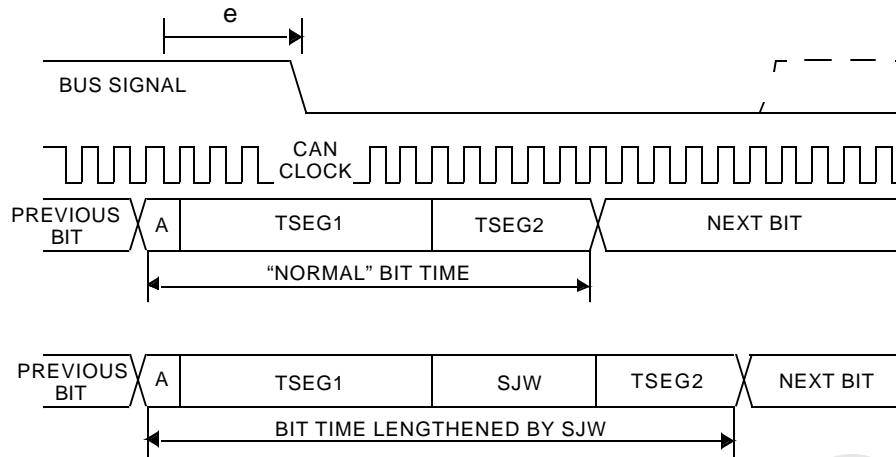 e
BUS SIGNAL
CAN
CLOCK
PREVIOUS
BIT
A
TSEG1
TSEG2
NEXT BIT
“NORMAL” BIT TIME
PREVIOUS
BIT
A
TSEG1
SJW
TSEG2
NEXT BIT
BIT TIME LENGTHENED BY SJW